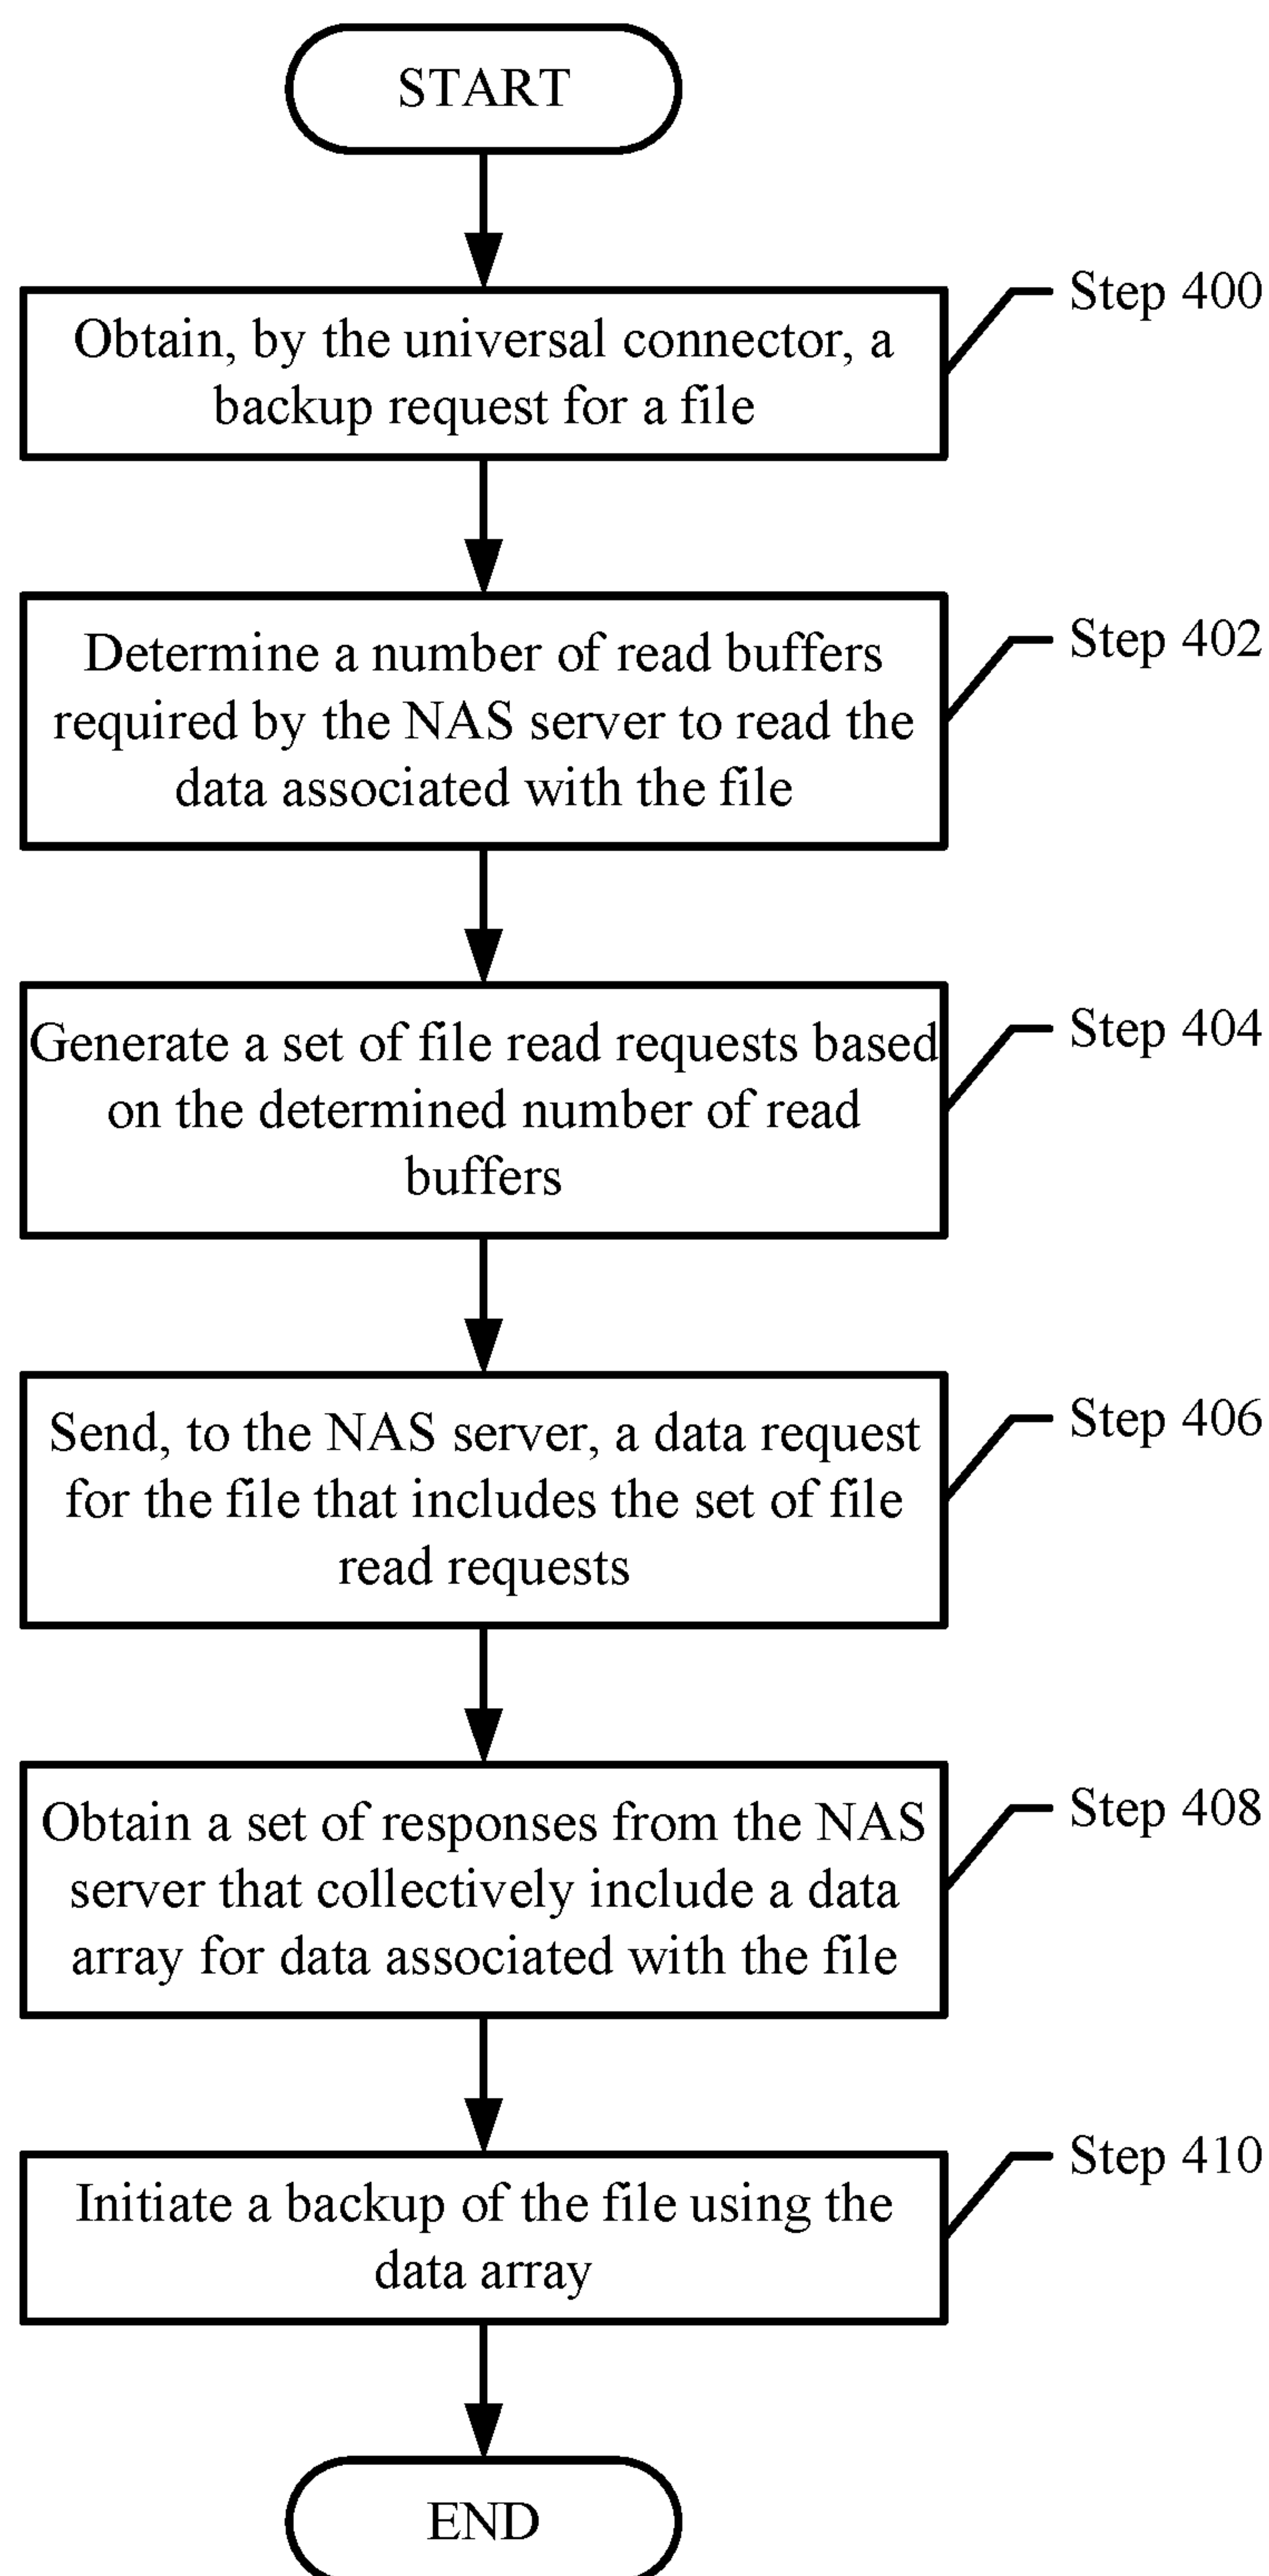 START
Step 400
Obtain, by the universal connector, a
backup request for a file
Step 402
Determine a number of read buffers
required by the NAS server to read the
data associated with the file
Step 404
Generate a set of file read requests based
on the determined number of read
buffers
Step 406
Send, to the NAS server, a data request
for the file that includes the set of file
read requests
Step 408
Obtain a set of responses from the NAS
server that collectively include a data
array for data associated with the file
Step 410
Initiate a backup of the file using the
data array
END